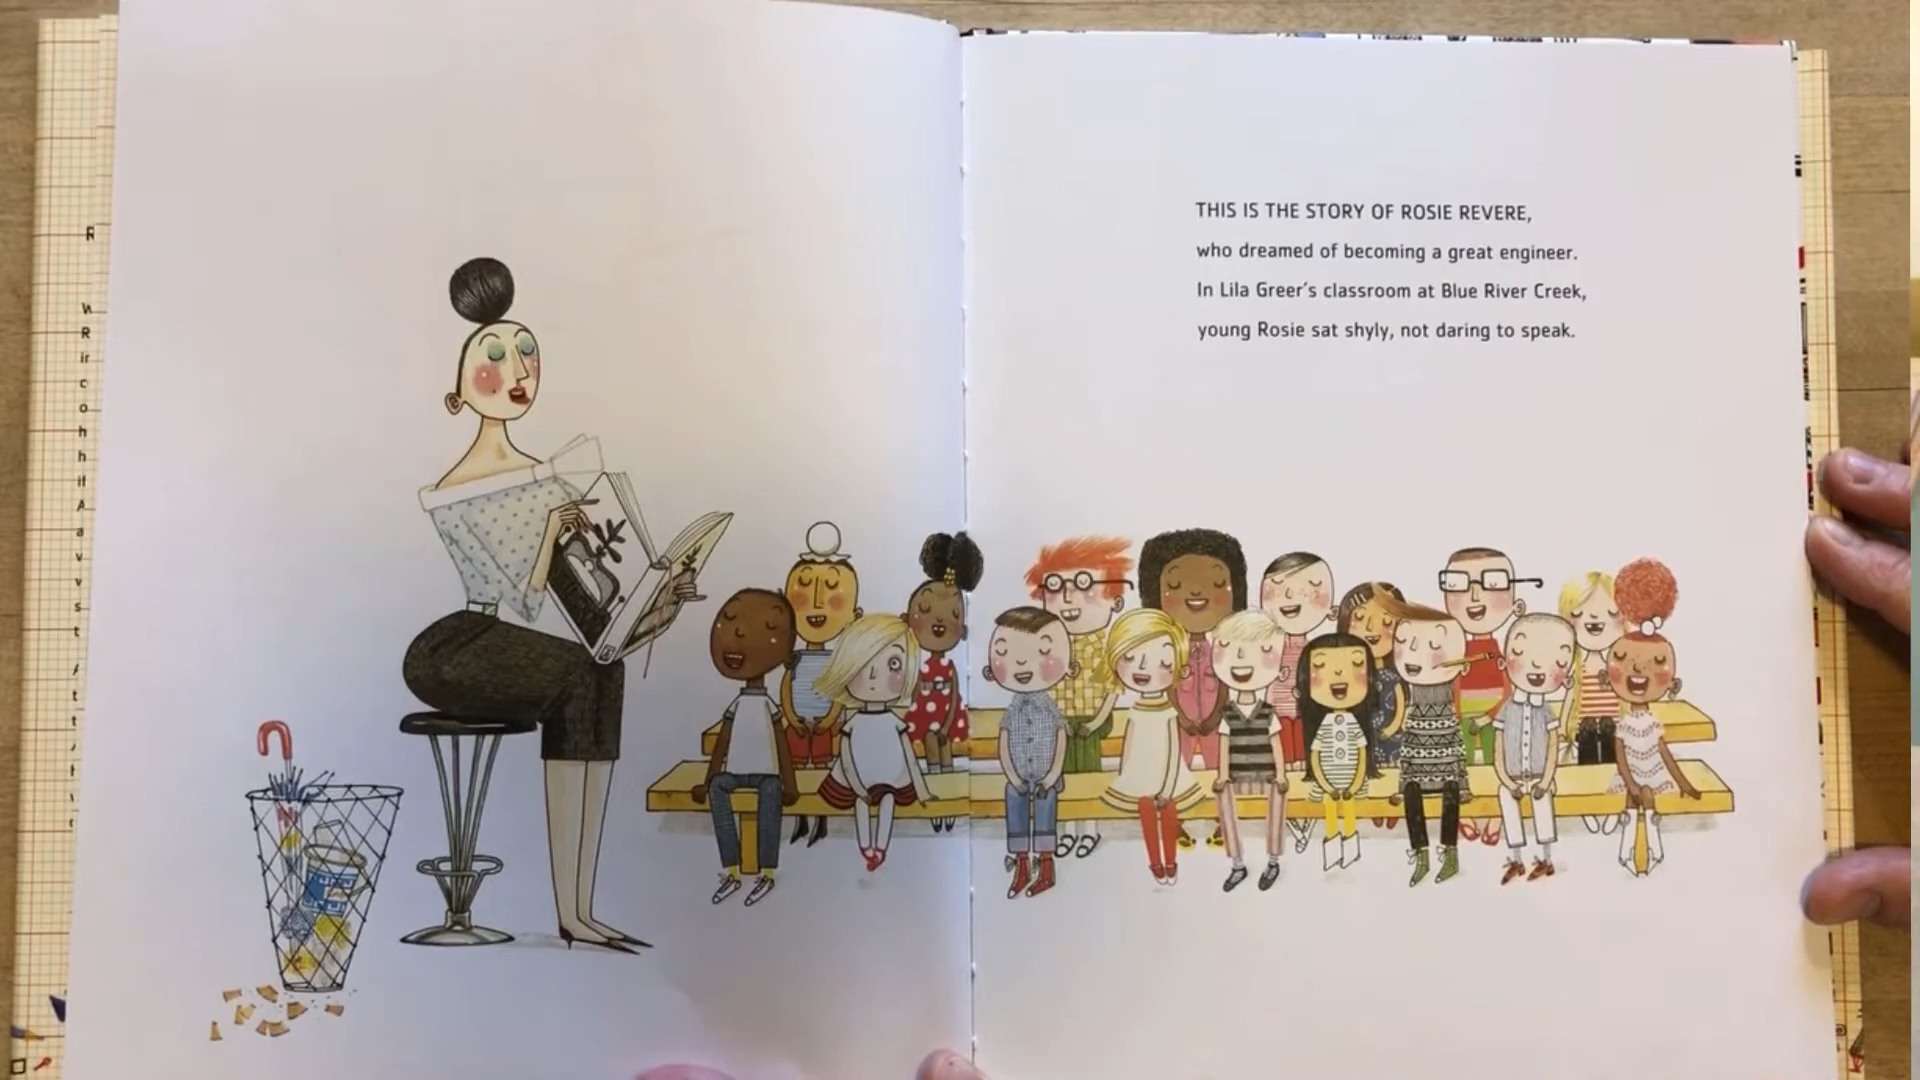 THIS IS THE STORY OF ROSIE REVERE,
who dreamed of becoming a great engineer.
In Lila Greer's classroom at Blue River Creek,
young Rosie sat shyly, not daring to speak.